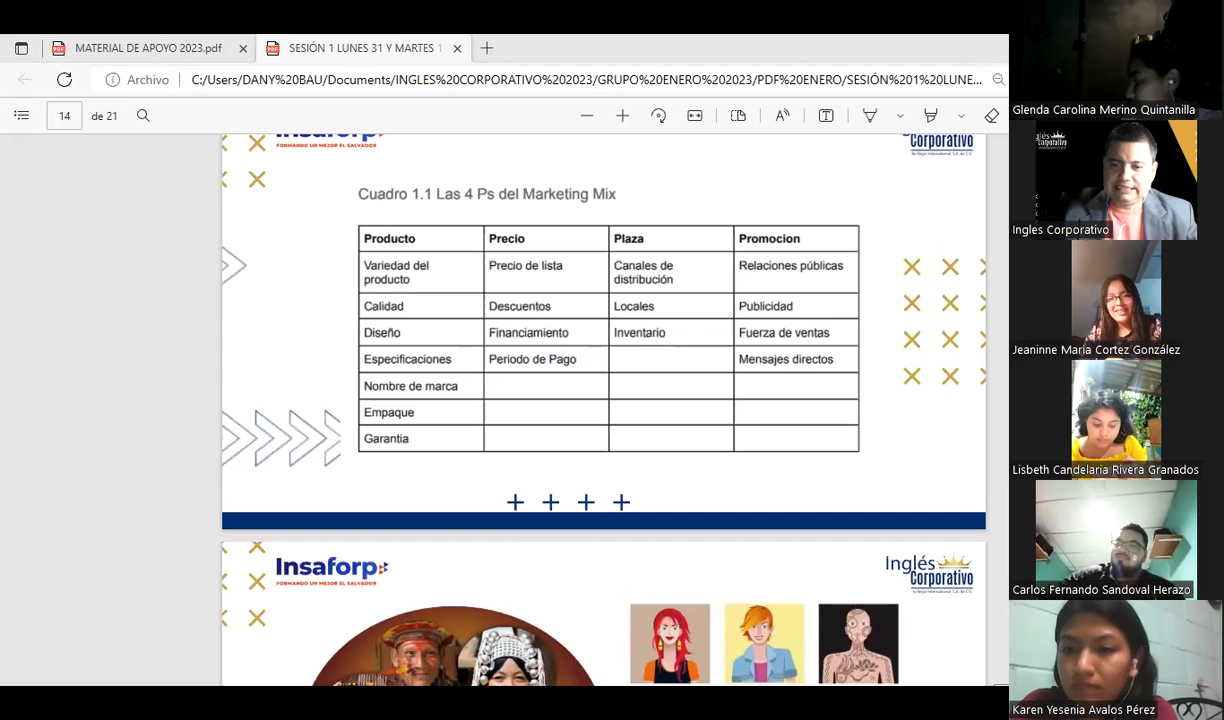 MATERIAL DE APOYO 2023.pdf
SESIÓN 1 LUNES 31 Y MARTES 1
Archivo
C:/Users/DANY%20BAU/Documents/INGLES%20CORPORATIVO%202023/GRUPO%20ENERO%202023/PDF%20ENERO/SESIÓN%201%20LUNE...
14 de 21
Insaforp
FORMANDO UN MEJOR EL SALVADOR
Corporativo
Cuadro 1.1 Las 4 Ps del Marketing Mix
Producto Precio Plaza Promocion
Variedad del producto Precio de lista Canales de distribución Relaciones públicas
Calidad Descuentos Locales Publicidad
Diseño Financiamiento Inventario Fuerza de ventas
Especificaciones Periodo de Pago Mensajes directos
Nombre de marca
Empaque
Garantia
Insaforp
FORMANDO UN MEJOR EL SALVADOR
Inglés
Corporativo
Glenda Carolina Merino Quintanilla
Corporativo
Ingles Corporativo
Jeaninne María Cortez González
Lisbeth Candelaria Rivera Granados
Carlos Fernando Sandoval Herazo
Karen Yesenia Avalos Pérez